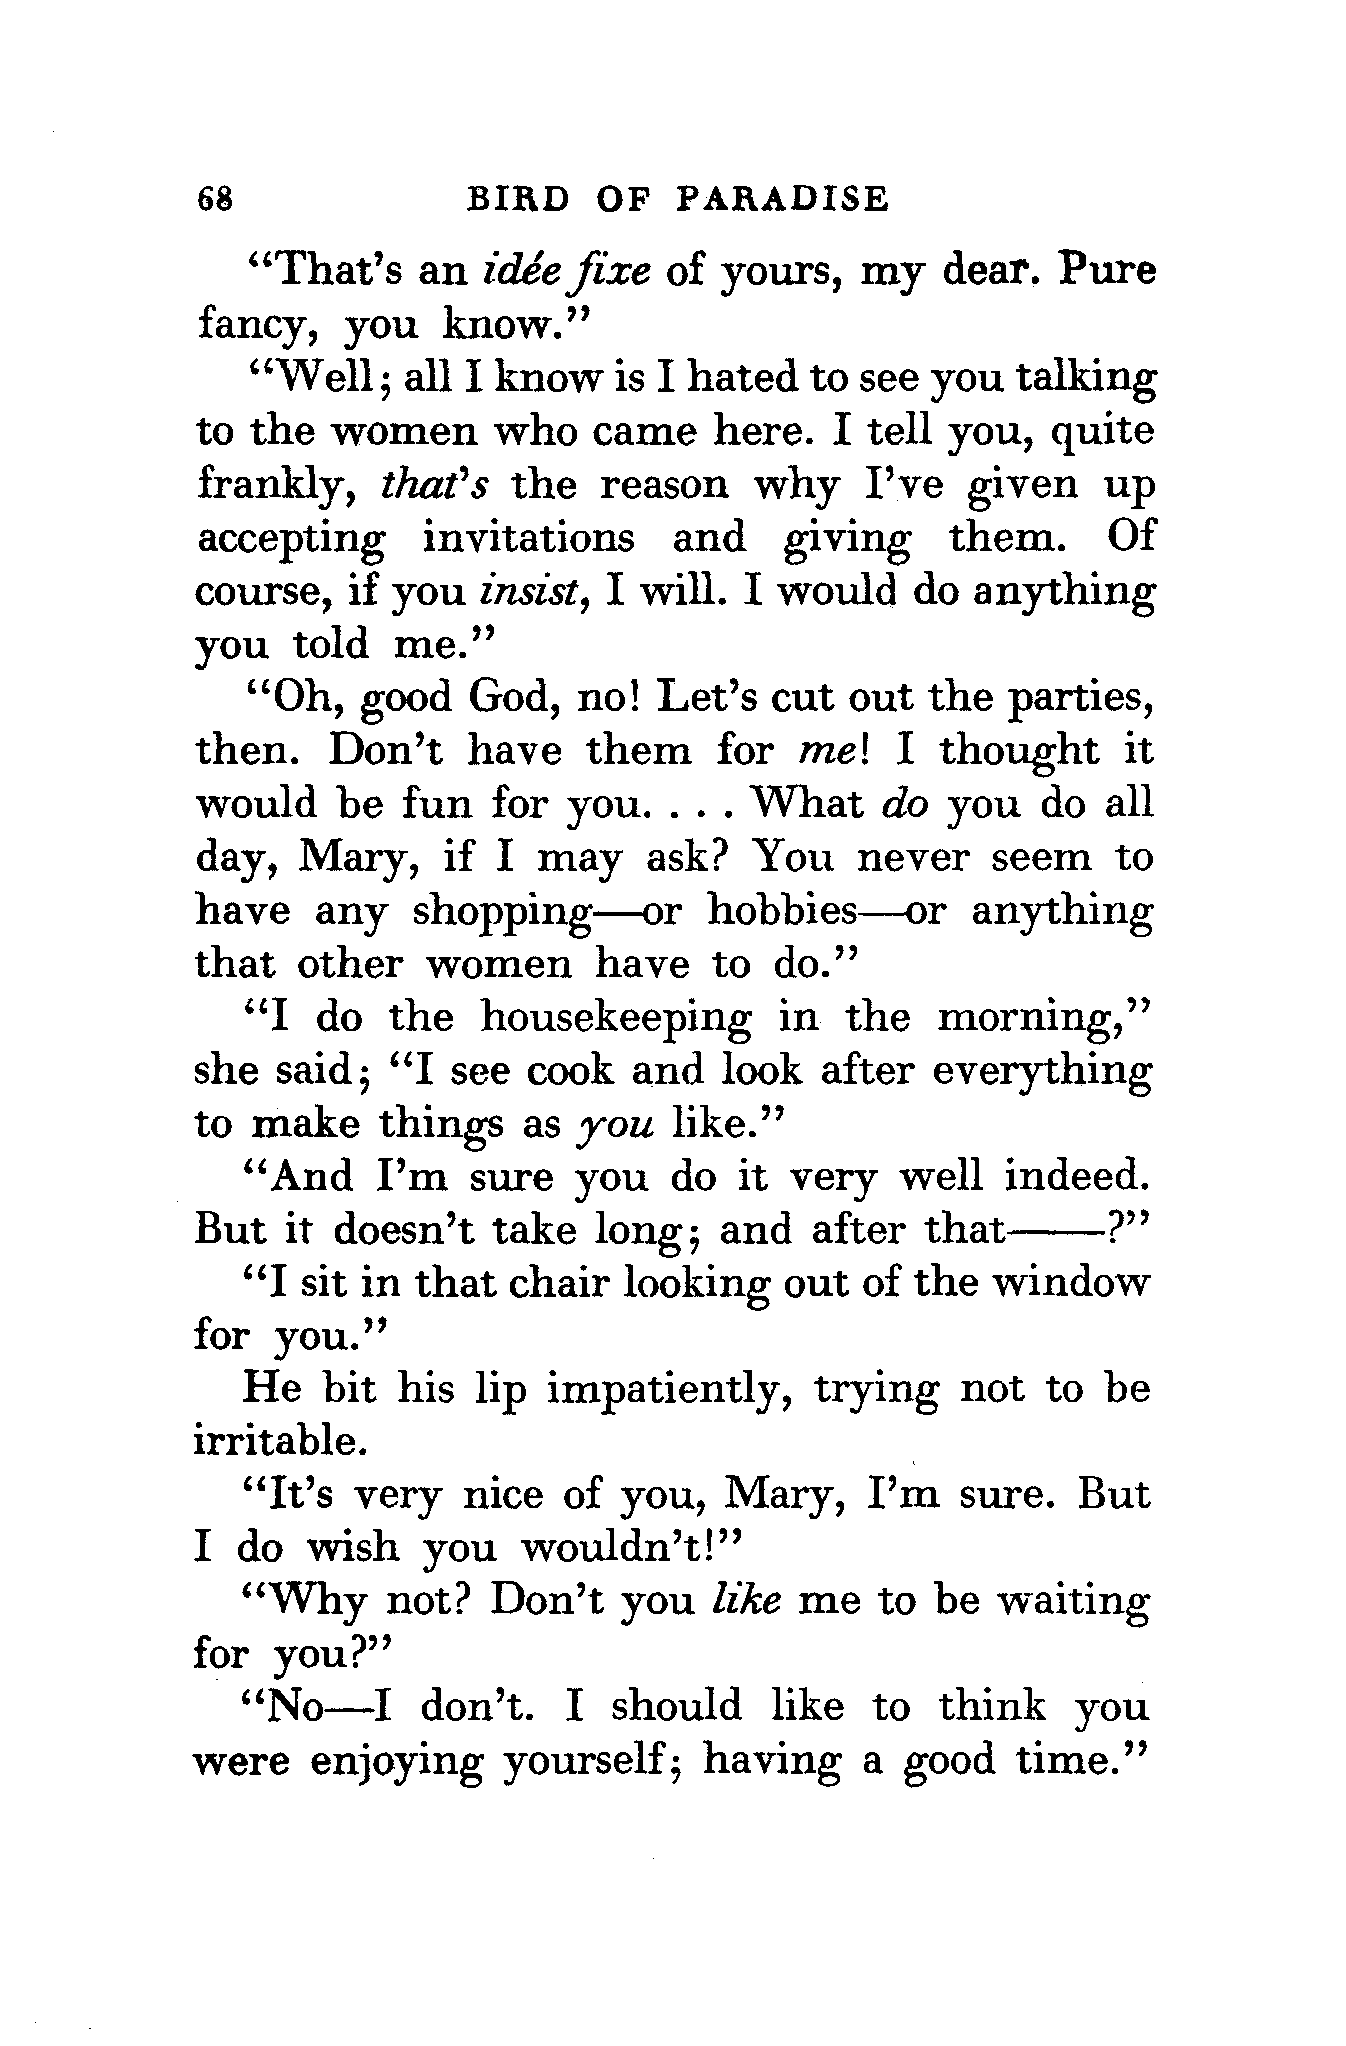 68 BIRD OF PARADISE
“That’s an idée fixe of yours, my dear. Pure
fancy, you know.”
“Well; all I know is I hated to see you talking
to the women who came here. I tell you, quite
frankly, that’s the reason why I’ve given up
accepting invitations and giving them. Of
course, if you insist, I will. I would do anything
you told me.”
“Oh, good God, no! Let’s cut out the parties,
then. Don’t have them for me! I thought it
would be fun for you. . . . What do you do all
day, Mary, if I may ask? You never seem to
have any shopping—or hobbies—or anything
that other women have to do.”
“I do the housekeeping in the morning,”
she said; “I see cook and look after everything
to make things as you like.”
“And I’m sure you do it very well indeed.
But it doesn’t take long; and after that——?”
“I sit in that chair looking out of the window
for you.”
He bit his lip impatiently, trying not to be
irritable.
“It’s very nice of you, Mary, I’m sure. But
I do wish you wouldn’t!”
“Why not? Don’t you like me to be waiting
for you?”
“No—I don’t. I should like to think you
were enjoying yourself; having a good time.”